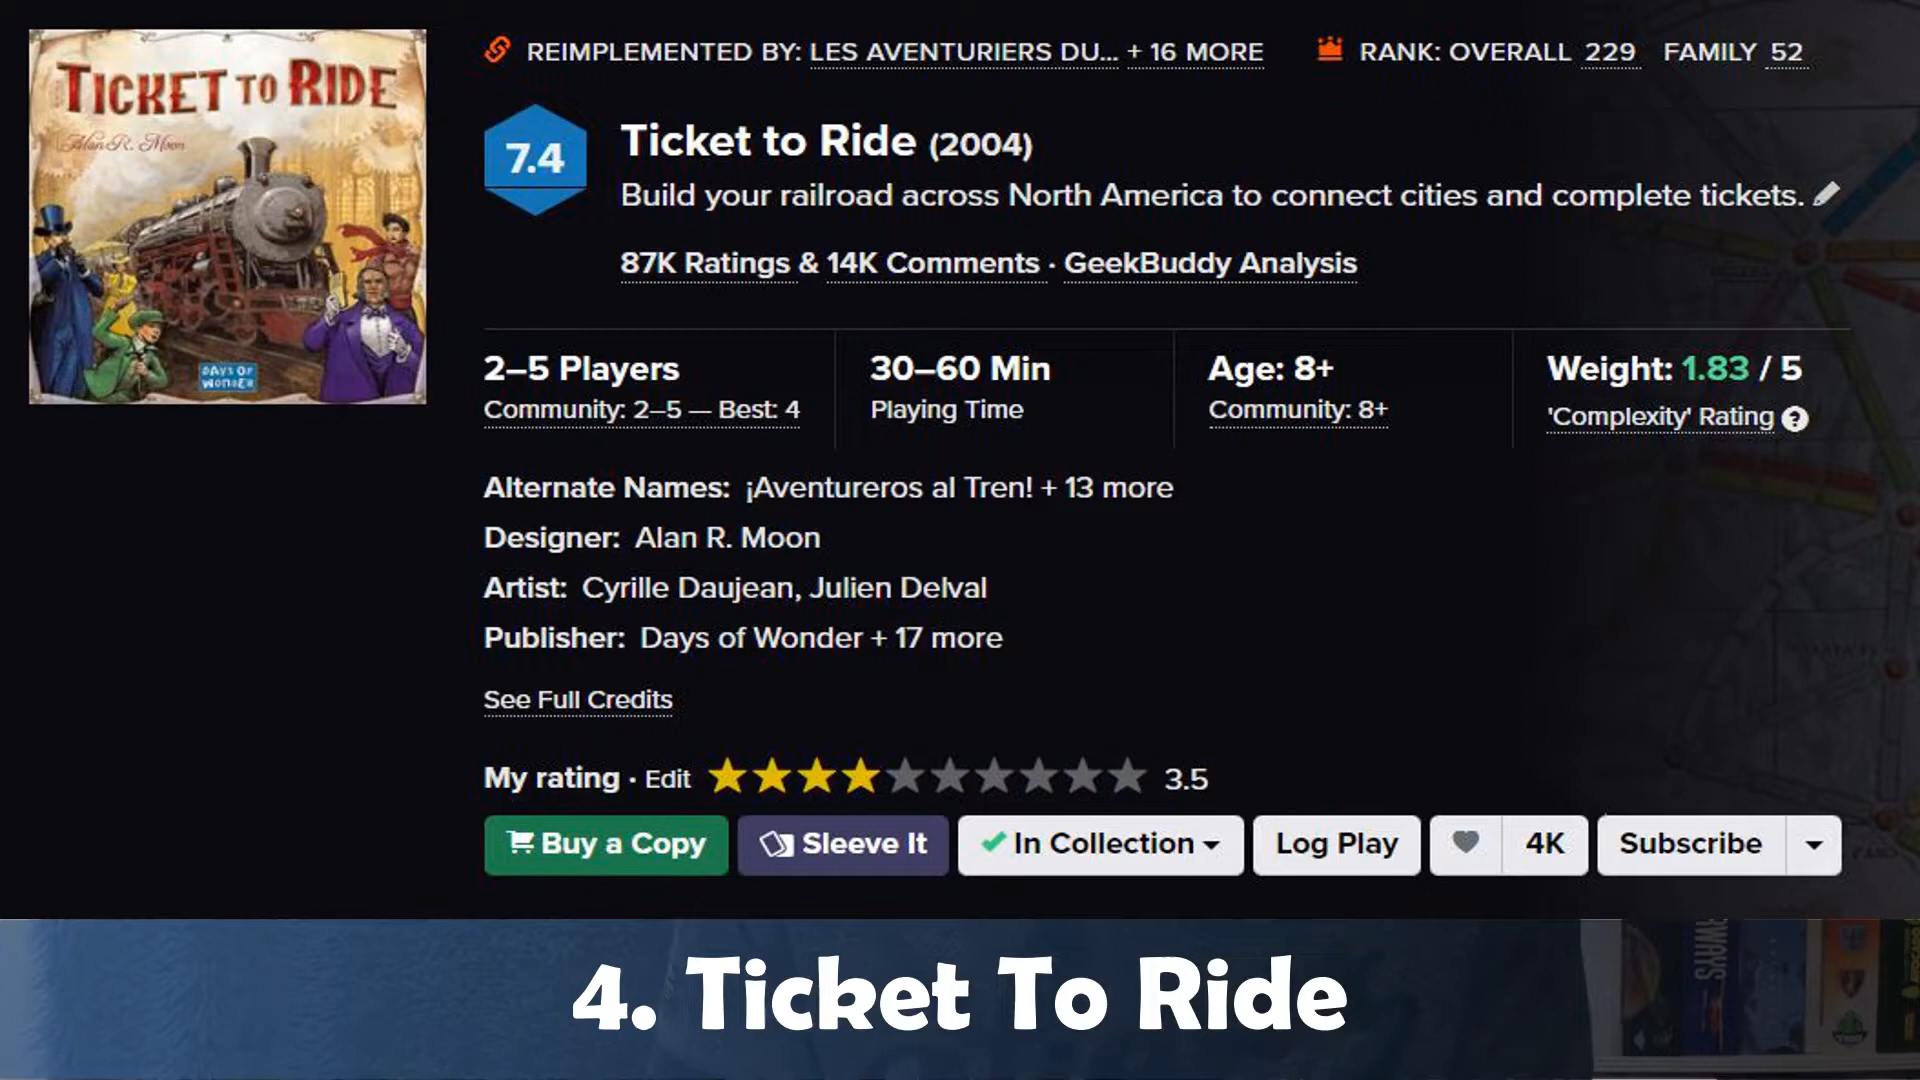 TICKET TO RIDE
Alan R. Moon
DAYS OF
WONDER
REIMPLEMENTED BY: LES AVENTURIERS DU... + 16 MORE
RANK: OVERALL 229 FAMILY 52
7.4
Ticket to Ride (2004)
Build your railroad across North America to connect cities and complete tickets.
87K Ratings & 14K Comments · GeekBuddy Analysis
2–5 Players
Community: 2–5 — Best: 4
30–60 Min
Playing Time
Age: 8+
Community: 8+
Weight: 1.83 / 5
'Complexity' Rating ?
Alternate Names: ¡Aventureros al Tren! + 13 more
Designer: Alan R. Moon
Artist: Cyrille Daujean, Julien Delval
Publisher: Days of Wonder + 17 more
See Full Credits
My rating · Edit 3.5
Buy a Copy
Sleeve It
In Collection
Log Play
4K
Subscribe
4. Ticket To Ride